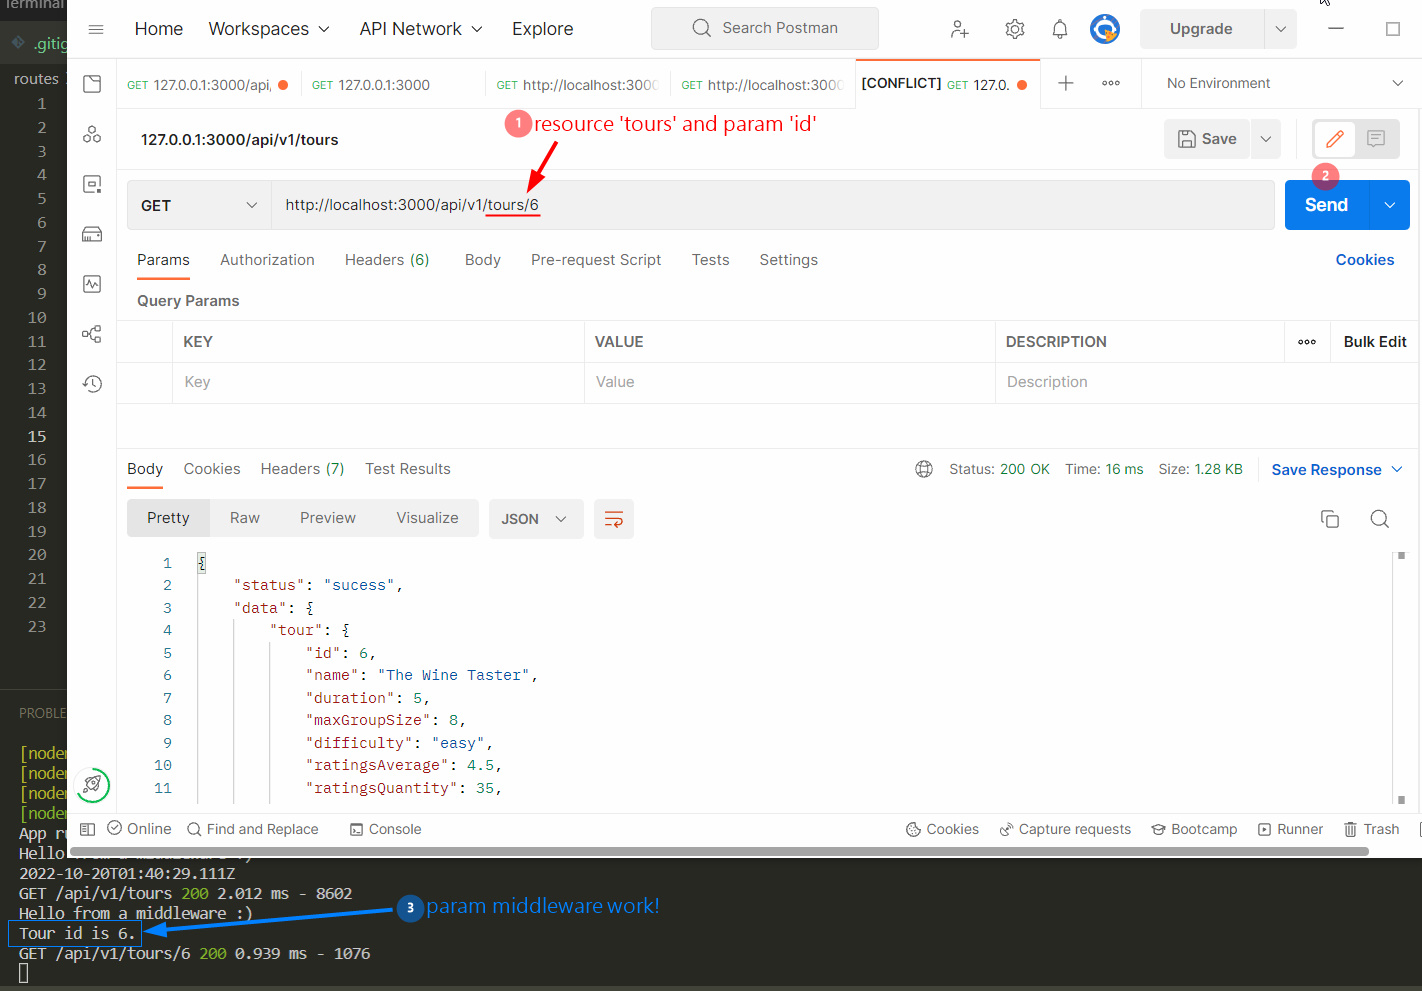 Terminal
Home Workspaces API Network Explore Search Postman Upgrade
.gitig
routes
GET 127.0.0.1:3000/api, GET 127.0.0.1:3000 GET http://localhost:3000 GET http://localhost:3000 [CONFLICT] GET 127.0. No Environment
1 resource 'tours' and param 'id'
127.0.0.1:3000/api/v1/tours Save
2
GET http://localhost:3000/api/v1/tours/6 Send
Params Authorization Headers (6) Body Pre-request Script Tests Settings Cookies
Query Params
KEY VALUE DESCRIPTION Bulk Edit
Key Value Description
Body Cookies Headers (7) Test Results Status: 200 OK Time: 16 ms Size: 1.28 KB Save Response
Pretty Raw Preview Visualize JSON
1 {
2 "status": "sucess",
3 "data": {
4 "tour": {
5 "id": 6,
6 "name": "The Wine Taster",
7 "duration": 5,
8 "maxGroupSize": 8,
9 "difficulty": "easy",
10 "ratingsAverage": 4.5,
11 "ratingsQuantity": 35,
Online Find and Replace Console Cookies Capture requests Bootcamp Runner Trash
1
2
3
4
5
6
7
8
9
10
11
12
13
14
15
16
17
18
19
20
21
22
23
PROBLE
[noder
[noder
[noder
[noder
App ru
Hello from a middleware :)
2022-10-20T01:40:29.111Z
GET /api/v1/tours 200 2.012 ms - 8602
Hello from a middleware :)
3 param middleware work!
Tour id is 6.
GET /api/v1/tours/6 200 0.939 ms - 1076